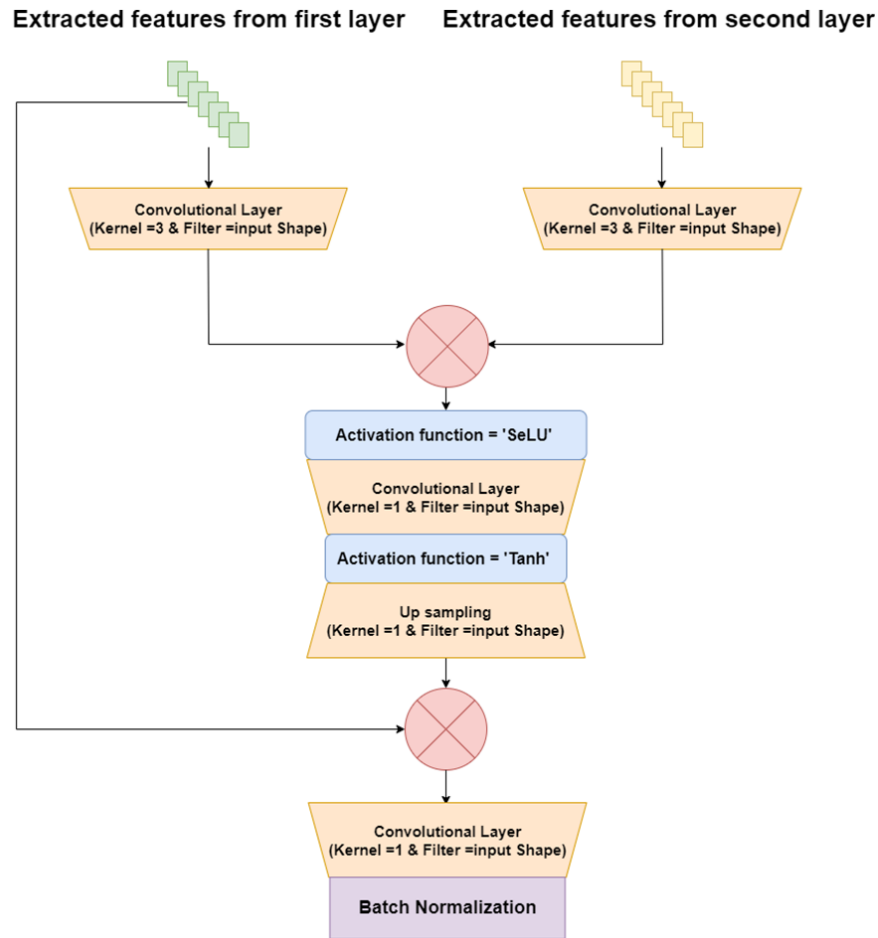 Extracted features from first layer
Extracted features from second layer
Convolutional Layer
(Kernel =3 & Filter =input Shape)
Convolutional Layer
(Kernel =3 & Filter =input Shape)
Activation function = 'SeLU'
Convolutional Layer
(Kernel =1 & Filter =input Shape)
Activation function = 'Tanh'
Up sampling
(Kernel =1 & Filter =input Shape)
Convolutional Layer
(Kernel =1 & Filter =input Shape)
Batch Normalization